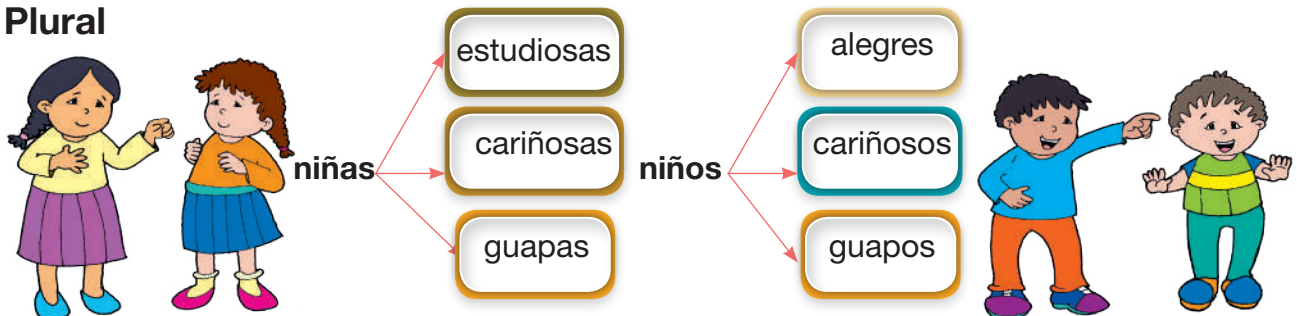 Plural
niñas
estudiosas
cariñosas
guapas
niños
alegres
cariñosos
guapos